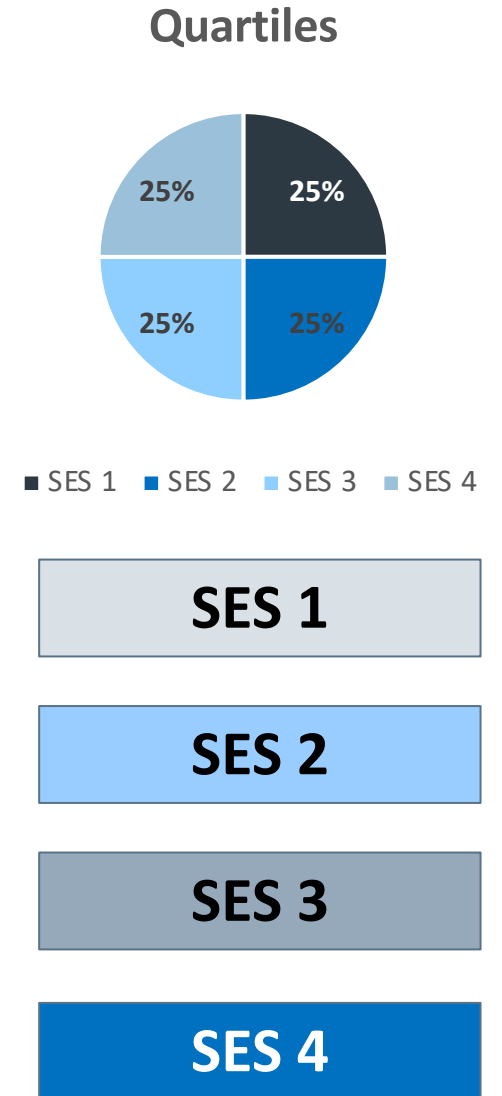 Quartiles
25% 25%
25% 25%
SES 1 SES 2 SES 3 SES 4
SES 1
SES 2
SES 3
SES 4